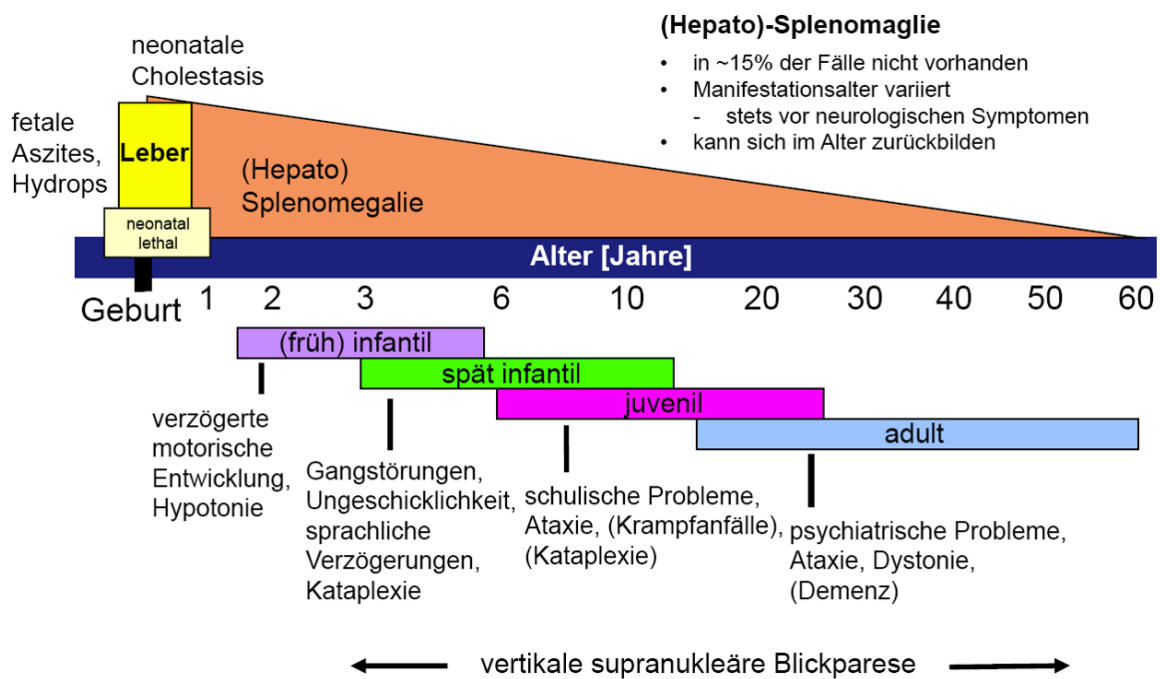 (Hepato)-Splenomaglie
• in ~15% der Fälle nicht vorhanden
• Manifestationsalter variiert
- stets vor neurologischen Symptomen
• kann sich im Alter zurückbilden
neonatale
Cholestasis
fetale
Aszites,
Hydrops
Leber
(Hepato)
Splenomegalie
neonatal
lethal
Alter [Jahre]
Geburt
1 2 3 6 10 20 30 40 50 60
(früh) infantil
spät infantil
juvenil
adult
verzögerte
motorische
Entwicklung,
Hypotonie
Gangstörungen,
Ungeschicklichkeit,
sprachliche
Verzögerungen,
Kataplexie
schulische Probleme,
Ataxie, (Krampfanfälle),
(Kataplexie)
psychiatrische Probleme,
Ataxie, Dystonie,
(Demenz)
vertikale supranukleäre Blickparese